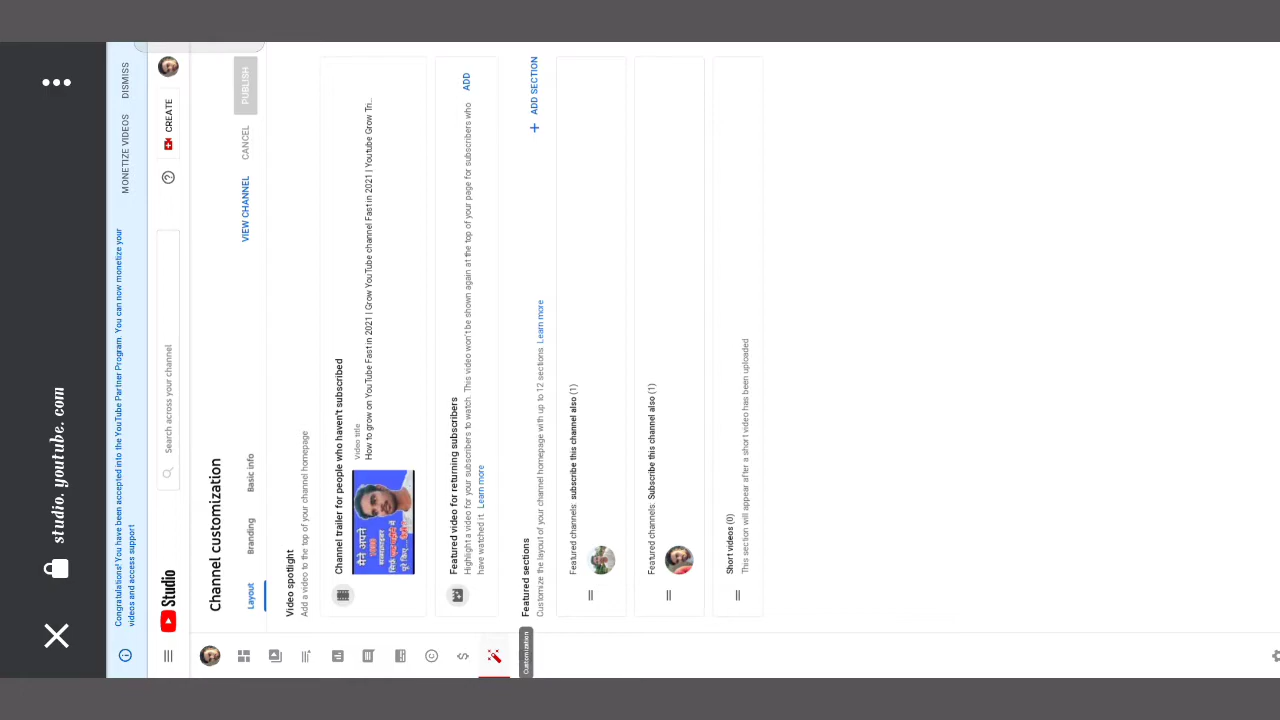 studio. youtube. com
Congratulations! You have been accepted into the YouTube Partner Program. You can now monetize your
videos and access support
MONETIZE VIDEOS
DISMISS
Studio
Search across your channel
CREATE
Channel customization
Layout
Branding
Basic info
VIEW CHANNEL
CANCEL
PUBLISH
Video spotlight
Add a video to the top of your channel homepage
Channel trailer for people who haven't subscribed
मैने अपने
1000
सब्सक्राइबर
Video title
How to grow on YouTube Fast in 2021 | Grow YouTube channel Fast in 2021 | Youtube Grow Tri...
Featured video for returning subscribers
Highlight a video for your subscribers to watch. This video won't be shown again at the top of your page for subscribers who
have watched it. Learn more
ADD
Featured sections
Customize the layout of your channel homepage with up to 12 sections. Learn more
+ ADD SECTION
Featured channels: subscribe this channel also (1)
Featured channels: Subscribe this channel also (1)
Short videos (0)
This section will appear after a short video has been uploaded
Customization